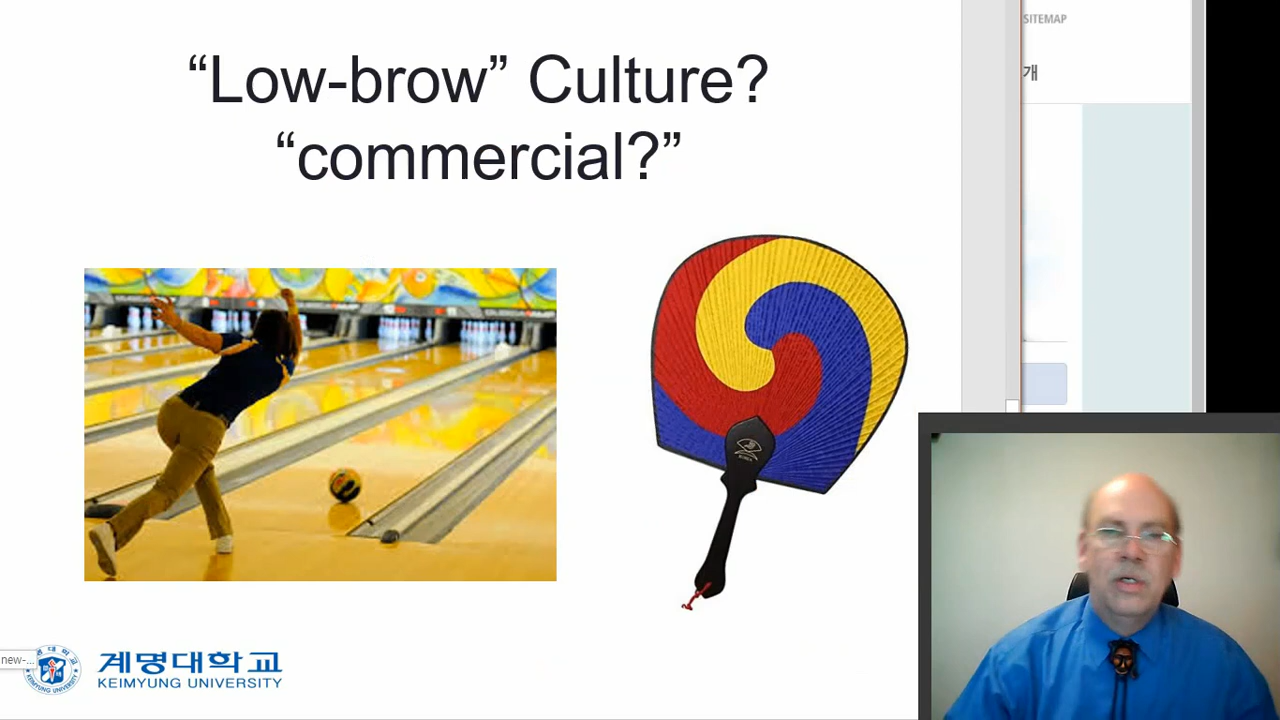 “Low-brow” Culture?
“commercial?”
SITEMAP
개
new-...
계명대학교
KEIMYUNG UNIVERSITY